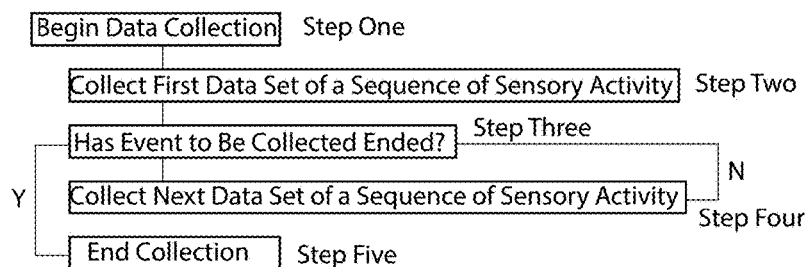 Begin Data Collection Step One
Collect First Data Set of a Sequence of Sensory Activity Step Two
Has Event to Be Collected Ended? Step Three
Y
N
Collect Next Data Set of a Sequence of Sensory Activity
Step Four
End Collection Step Five